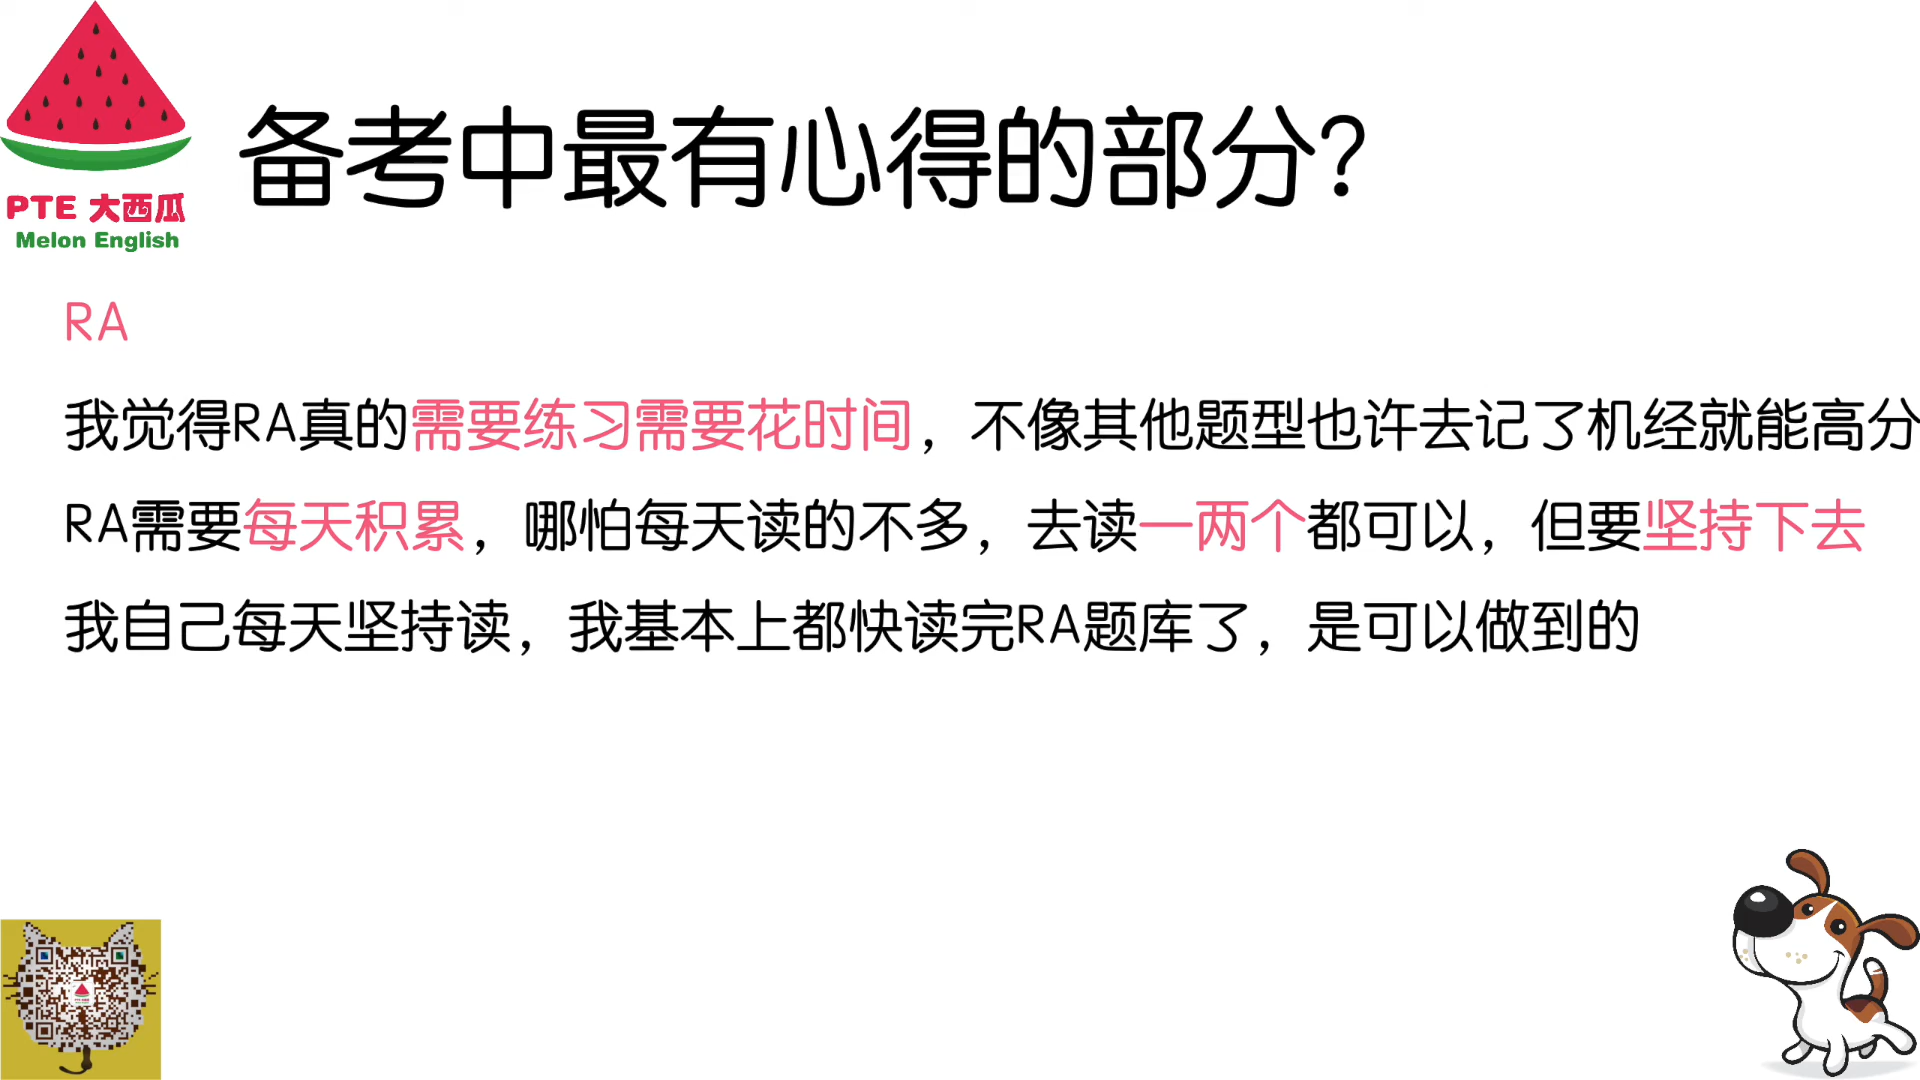 PTE 大西瓜
Melon English
备考中最有心得的部分？
RA
我觉得RA真的需要练习需要花时间，不像其他题型也许去记了机经就能高分
RA需要每天积累，哪怕每天读的不多，去读一两个都可以，但要坚持下去
我自己每天坚持读，我基本上都快读完RA题库了，是可以做到的